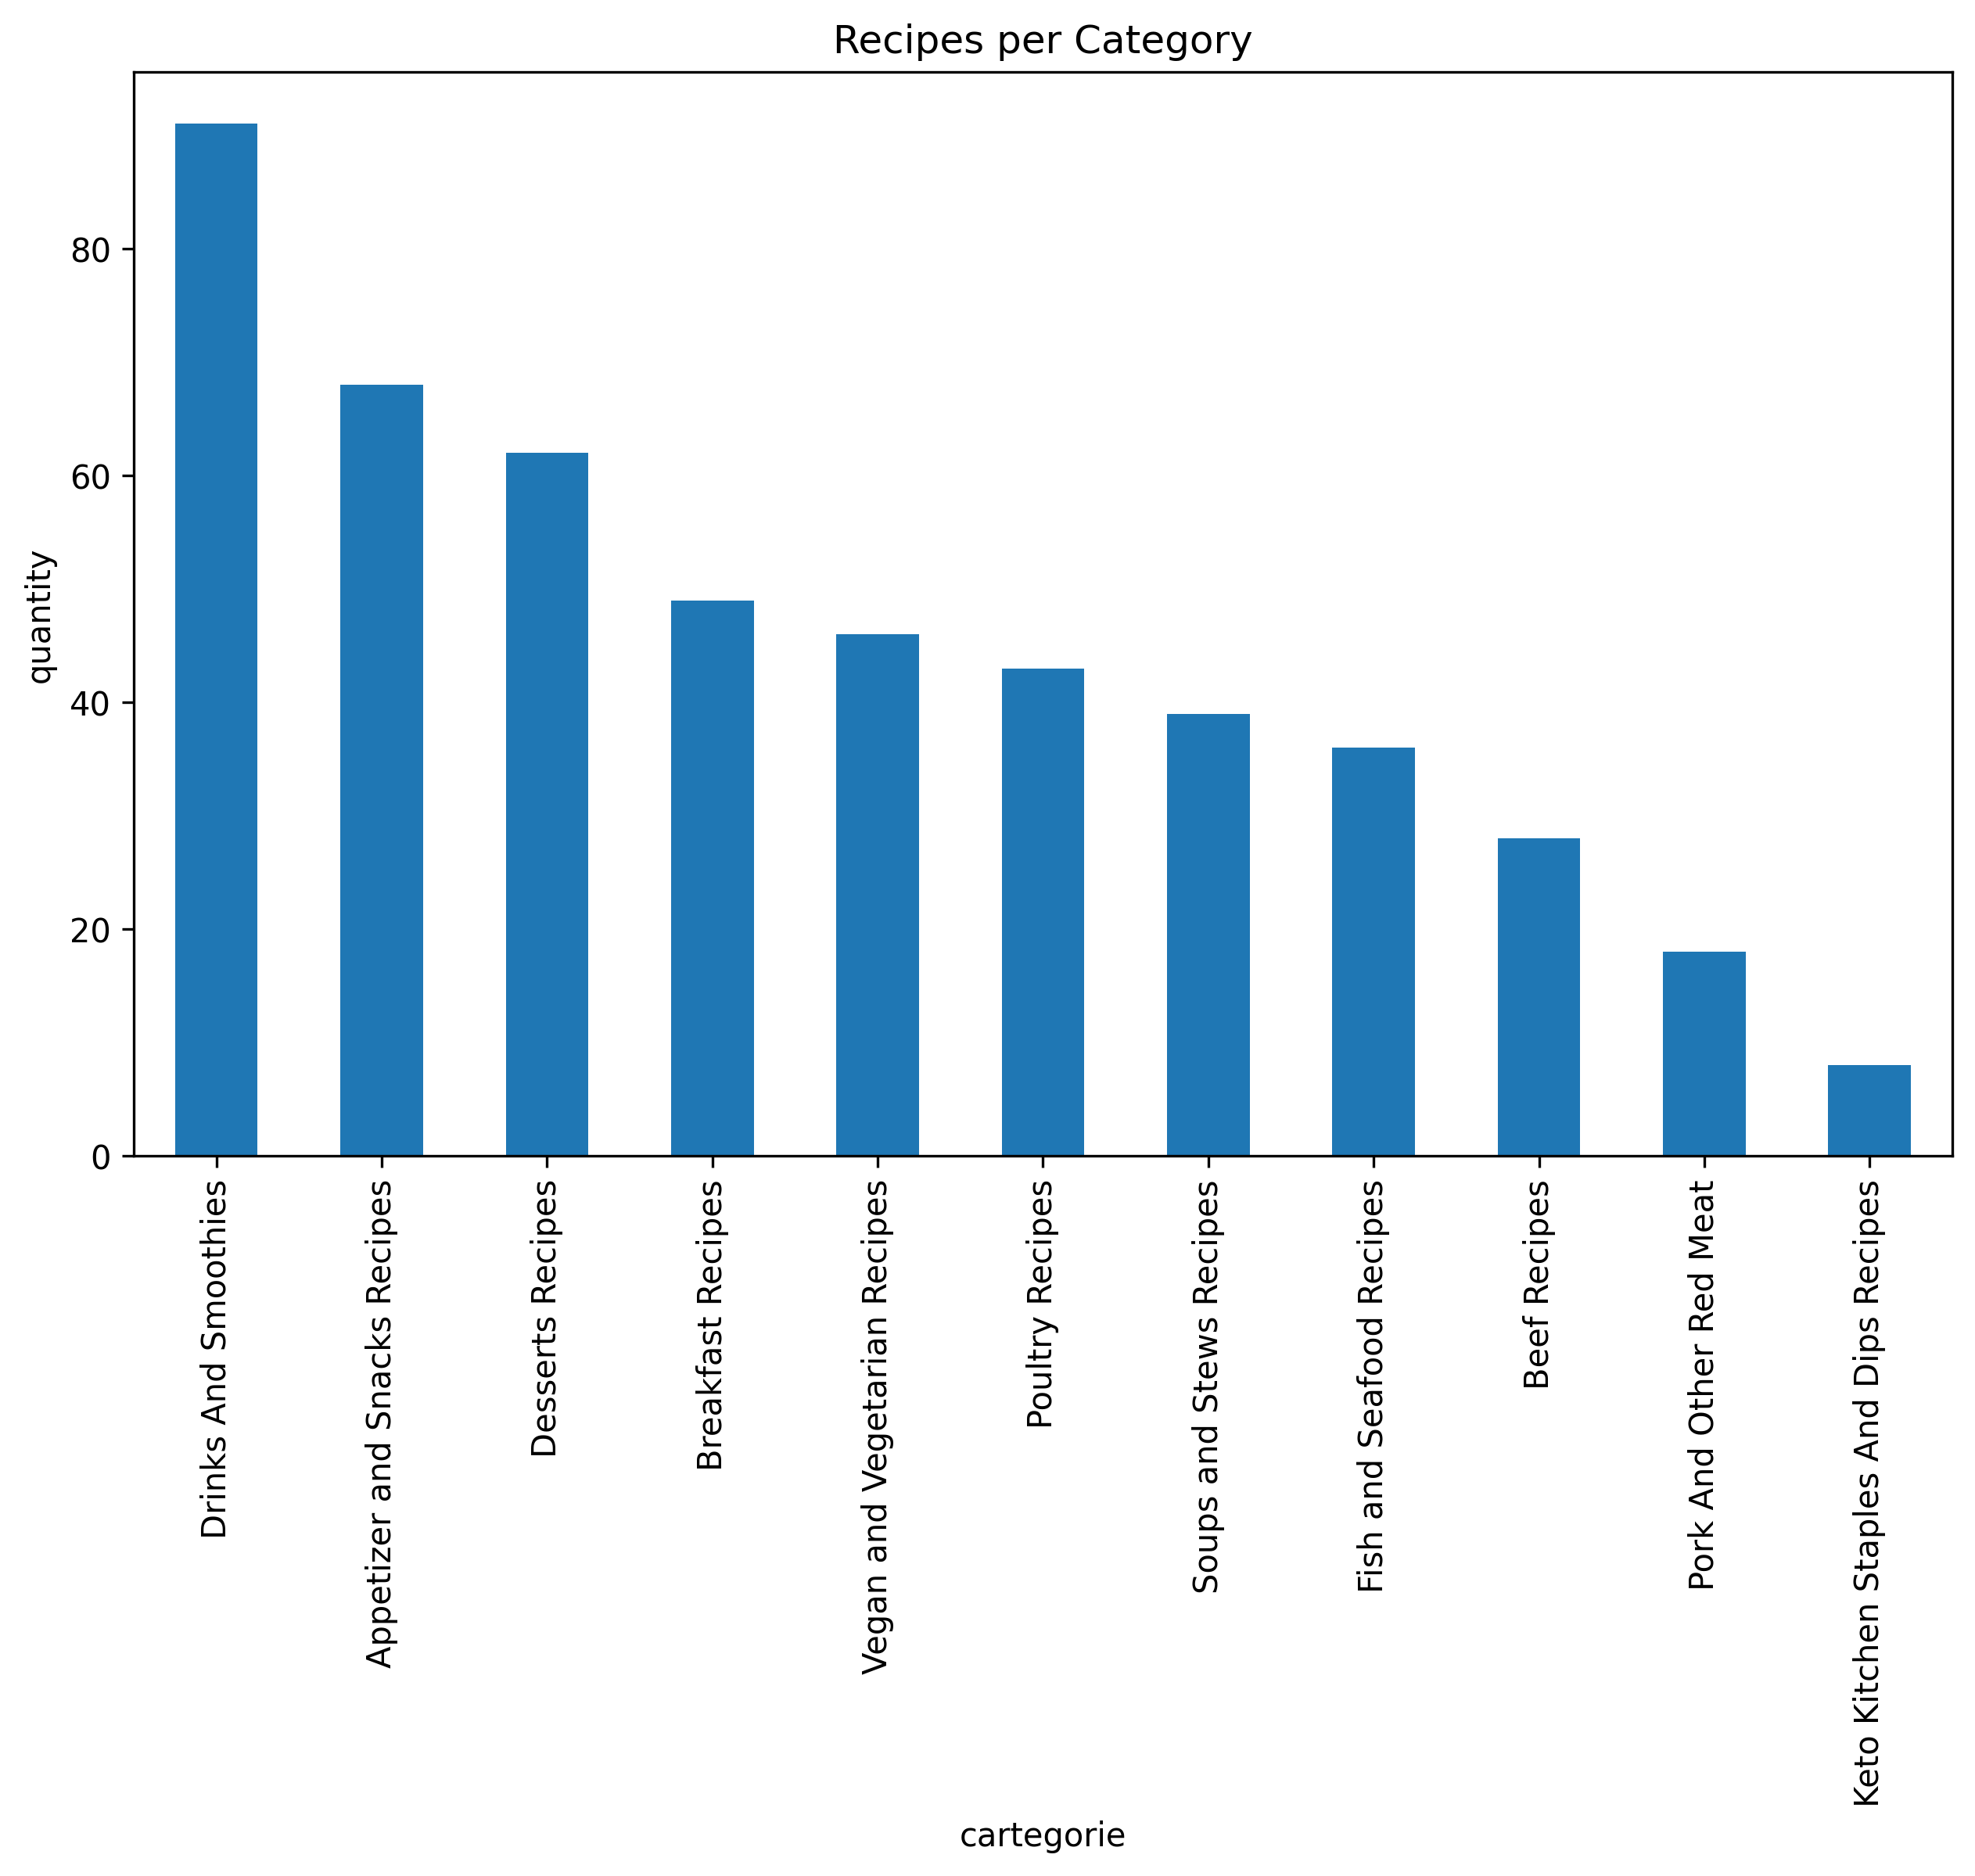 Recipes per Category
quantity
80
60
40
20
0
Drinks And Smoothies
Appetizer and Snacks Recipes
Desserts Recipes
Breakfast Recipes
Vegan and Vegetarian Recipes
Poultry Recipes
Soups and Stews Recipes
Fish and Seafood Recipes
Beef Recipes
Pork And Other Red Meat
Keto Kitchen Staples And Dips Recipes
cartegorie